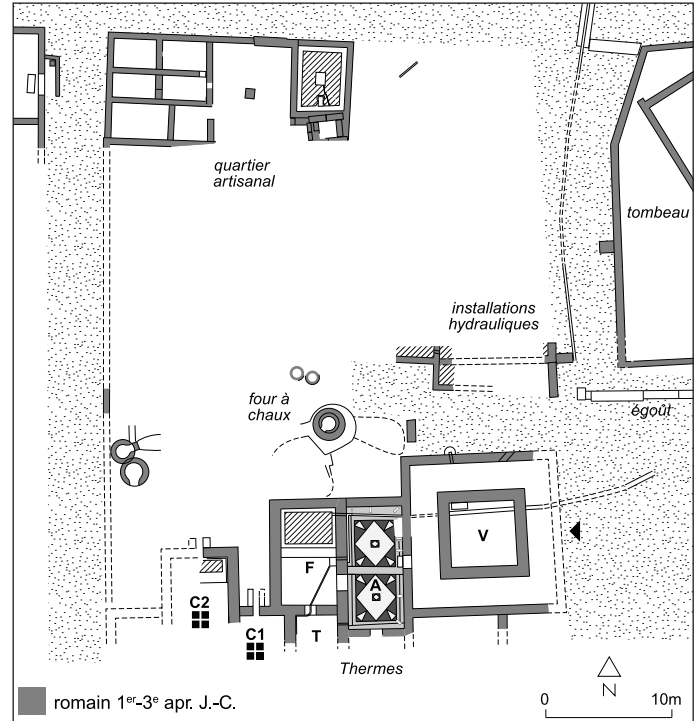 quartier
artisanal
tombeau
installations
hydrauliques
four à
chaux
égoût
V
F
A
C2
C1
T
Thermes
N
romain 1er-3e apr. J.-C.
0 10m